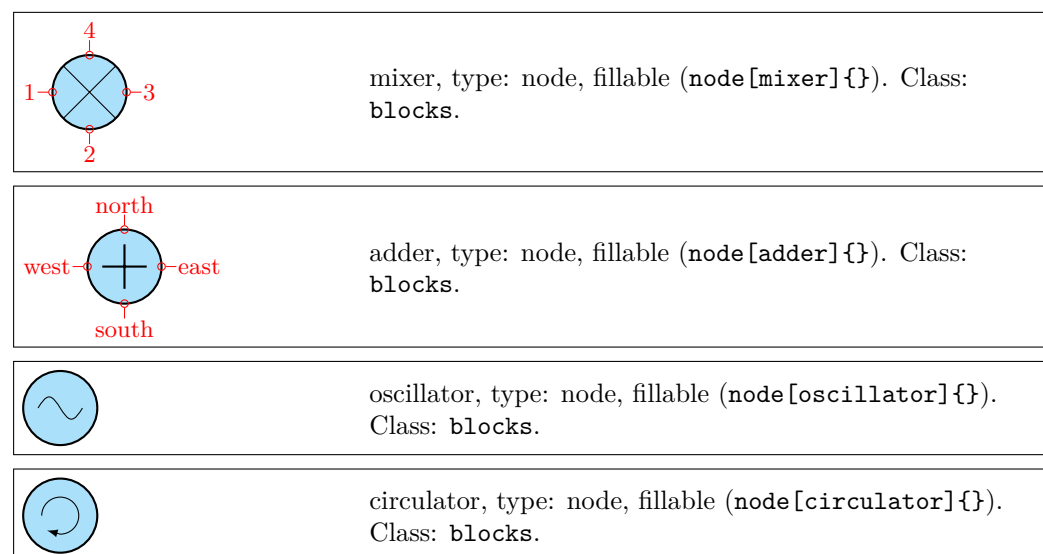 4
1 3
2
mixer, type: node, fillable (node[mixer]{}). Class:
blocks.
north
west east
south
adder, type: node, fillable (node[adder]{}). Class:
blocks.
oscillator, type: node, fillable (node[oscillator]{}).
Class: blocks.
circulator, type: node, fillable (node[circulator]{}).
Class: blocks.